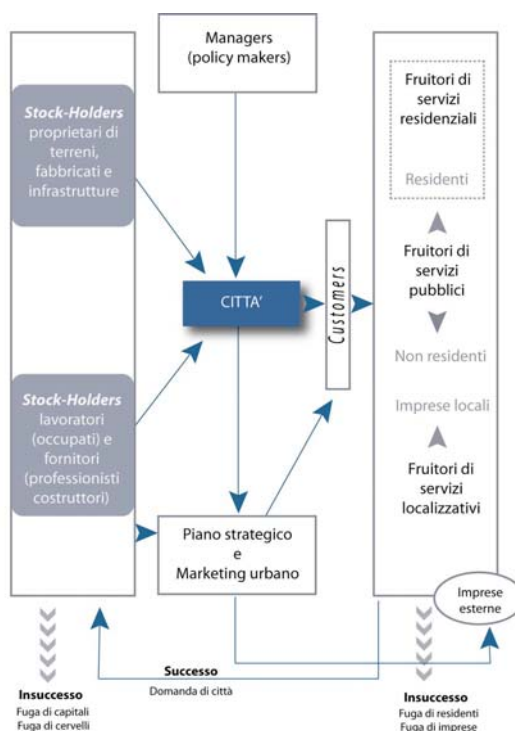 Managers
(policy makers)
Stock-Holders
proprietari di
terreni,
fabbricati e
infrastrutture
Stock-Holders
lavoratori
(occupati) e
fornitori
(professionisti
costruttori)
CITTA'
Piano strategico
e
Marketing urbano
Customers
Fruitori di
servizi
residenziali
Residenti
Fruitori di
servizi
pubblici
Non residenti
Imprese locali
Fruitori di
servizi
localizzativi
Imprese
esterne
Successo
Domanda di città
Insuccesso
Fuga di capitali
Fuga di cervelli
Insuccesso
Fuga di residenti
Fuga di imprese